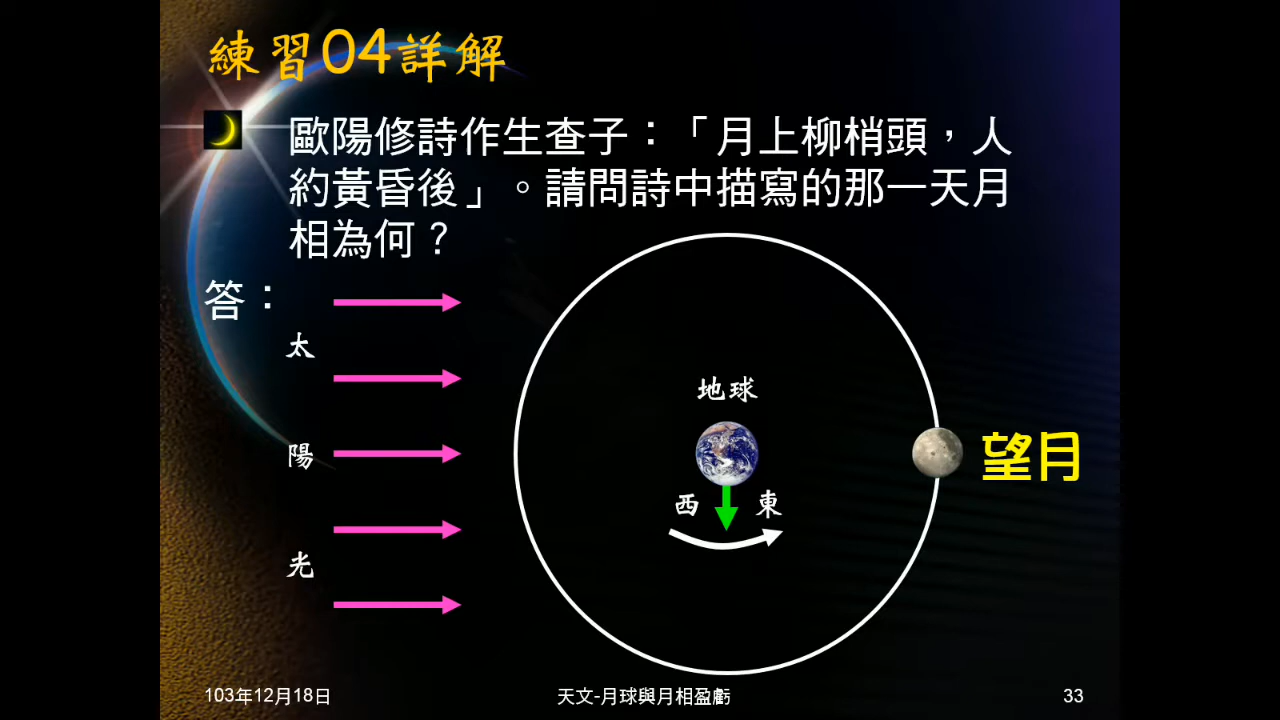 練習04詳解
歐陽修詩作生查子：「月上柳梢頭，人
約黃昏後」。請問詩中描寫的那一天月
相為何？
答：
太
陽
光
地球
西
東
望月
103年12月18日
天文-月球與月相盈虧
33